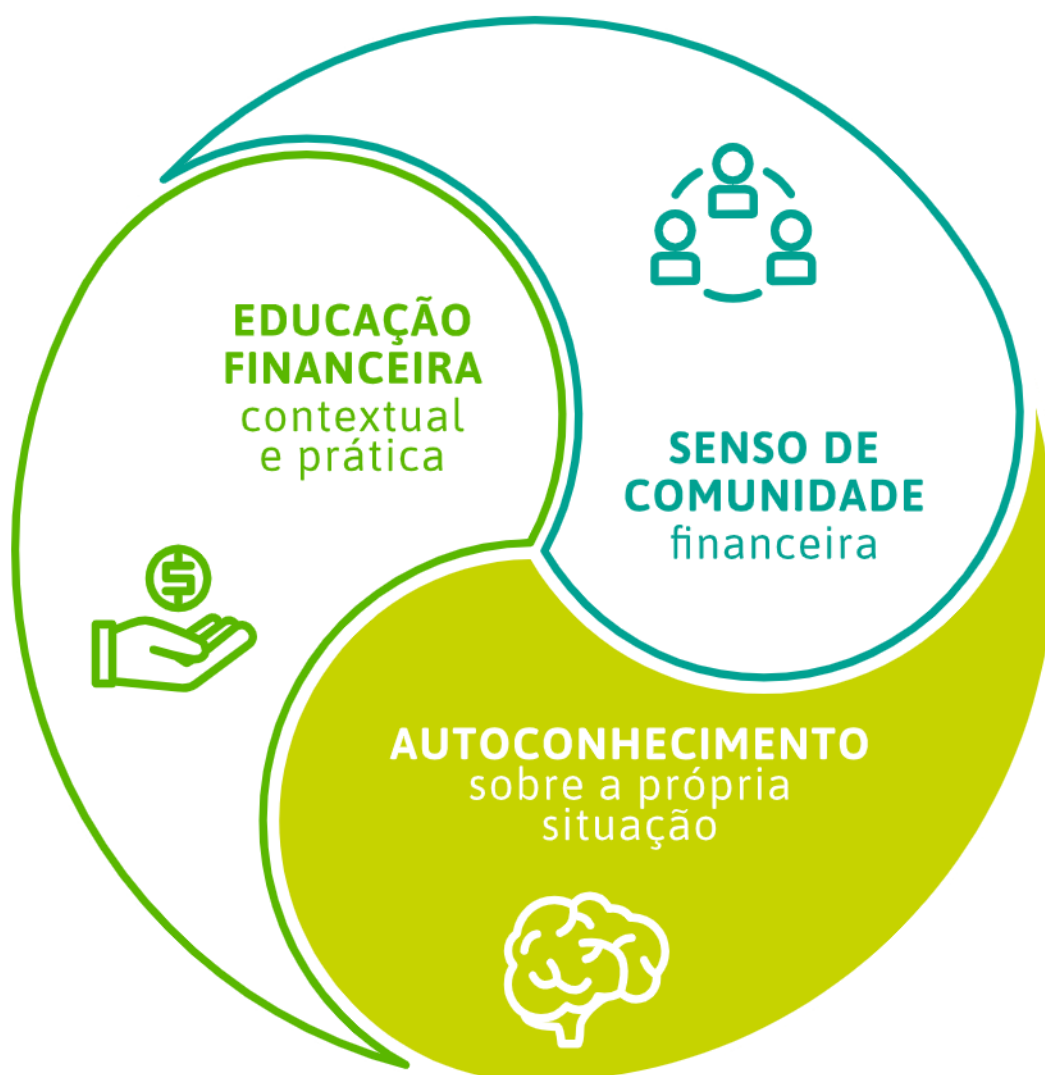 EDUCAÇÃO
FINANCEIRA
contextual
e prática
SENSO DE
COMUNIDADE
financeira
AUTOCONHECIMENTO
sobre a própria
situação